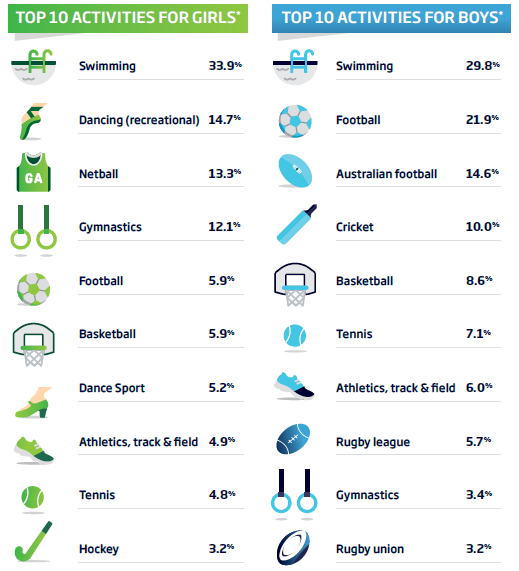 TOP 10 ACTIVITIES FOR GIRLS*
Swimming 33.9%
Dancing (recreational) 14.7%
Netball 13.3%
GA
Gymnastics 12.1%
Football 5.9%
Basketball 5.9%
Dance Sport 5.2%
Athletics, track & field 4.9%
Tennis 4.8%
Hockey 3.2%
TOP 10 ACTIVITIES FOR BOYS*
Swimming 29.8%
Football 21.9%
Australian football 14.6%
Cricket 10.0%
Basketball 8.6%
Tennis 7.1%
Athletics, track & field 6.0%
Rugby league 5.7%
Gymnastics 3.4%
Rugby union 3.2%